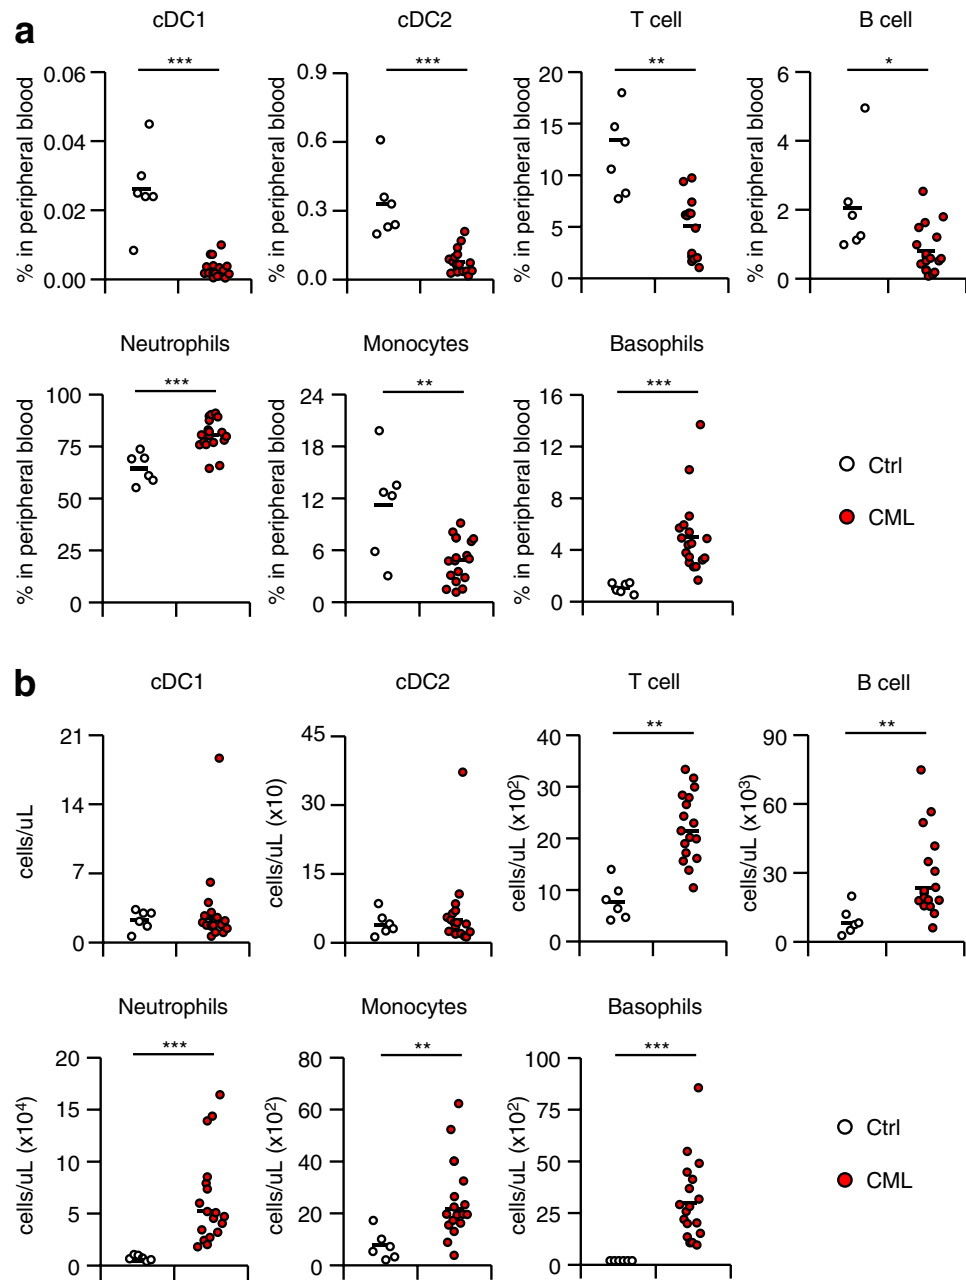 a
cDC1
cDC2
T cell
B cell
***
***
**
*
% in peripheral blood
0.06
0.04
0.02
0.00
% in peripheral blood
0.9
0.6
0.3
0.0
% in peripheral blood
20
15
10
5
0
% in peripheral blood
6
4
2
0
Neutrophils
Monocytes
Basophils
***
**
***
% in peripheral blood
100
75
50
25
0
% in peripheral blood
24
18
12
6
0
% in peripheral blood
16
12
8
4
0
Ctrl
CML
b
cDC1
cDC2
T cell
B cell
**
**
cells/uL
21
14
7
0
cells/uL (x10)
45
30
15
0
cells/uL (x10²)
40
30
20
10
0
cells/uL (x10³)
90
60
30
0
Neutrophils
Monocytes
Basophils
***
**
***
cells/uL (x10⁴)
20
15
10
5
0
cells/uL (x10²)
80
60
40
20
0
cells/uL (x10²)
100
75
50
25
0
Ctrl
CML